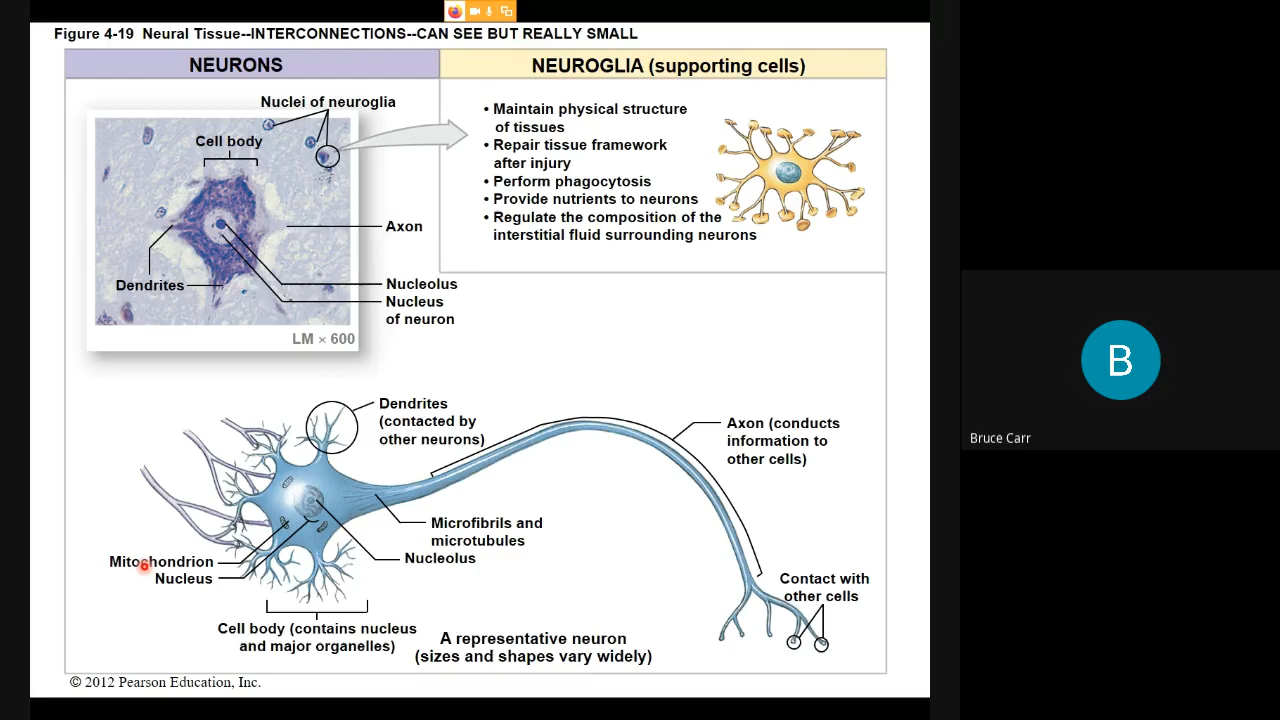 Figure 4-19 Neural Tissue--INTERCONNECTIONS--CAN SEE BUT REALLY SMALL
NEURONS
NEUROGLIA (supporting cells)
Nuclei of neuroglia
Cell body
Axon
Dendrites
Nucleolus
Nucleus
of neuron
LM × 600
• Maintain physical structure
of tissues
• Repair tissue framework
after injury
• Perform phagocytosis
• Provide nutrients to neurons
• Regulate the composition of the
interstitial fluid surrounding neurons
Dendrites
(contacted by
other neurons)
Axon (conducts
information to
other cells)
Microfibrils and
microtubules
Nucleolus
Mitochondrion
Nucleus
Contact with
other cells
Cell body (contains nucleus
and major organelles)
A representative neuron
(sizes and shapes vary widely)
© 2012 Pearson Education, Inc.
B
Bruce Carr